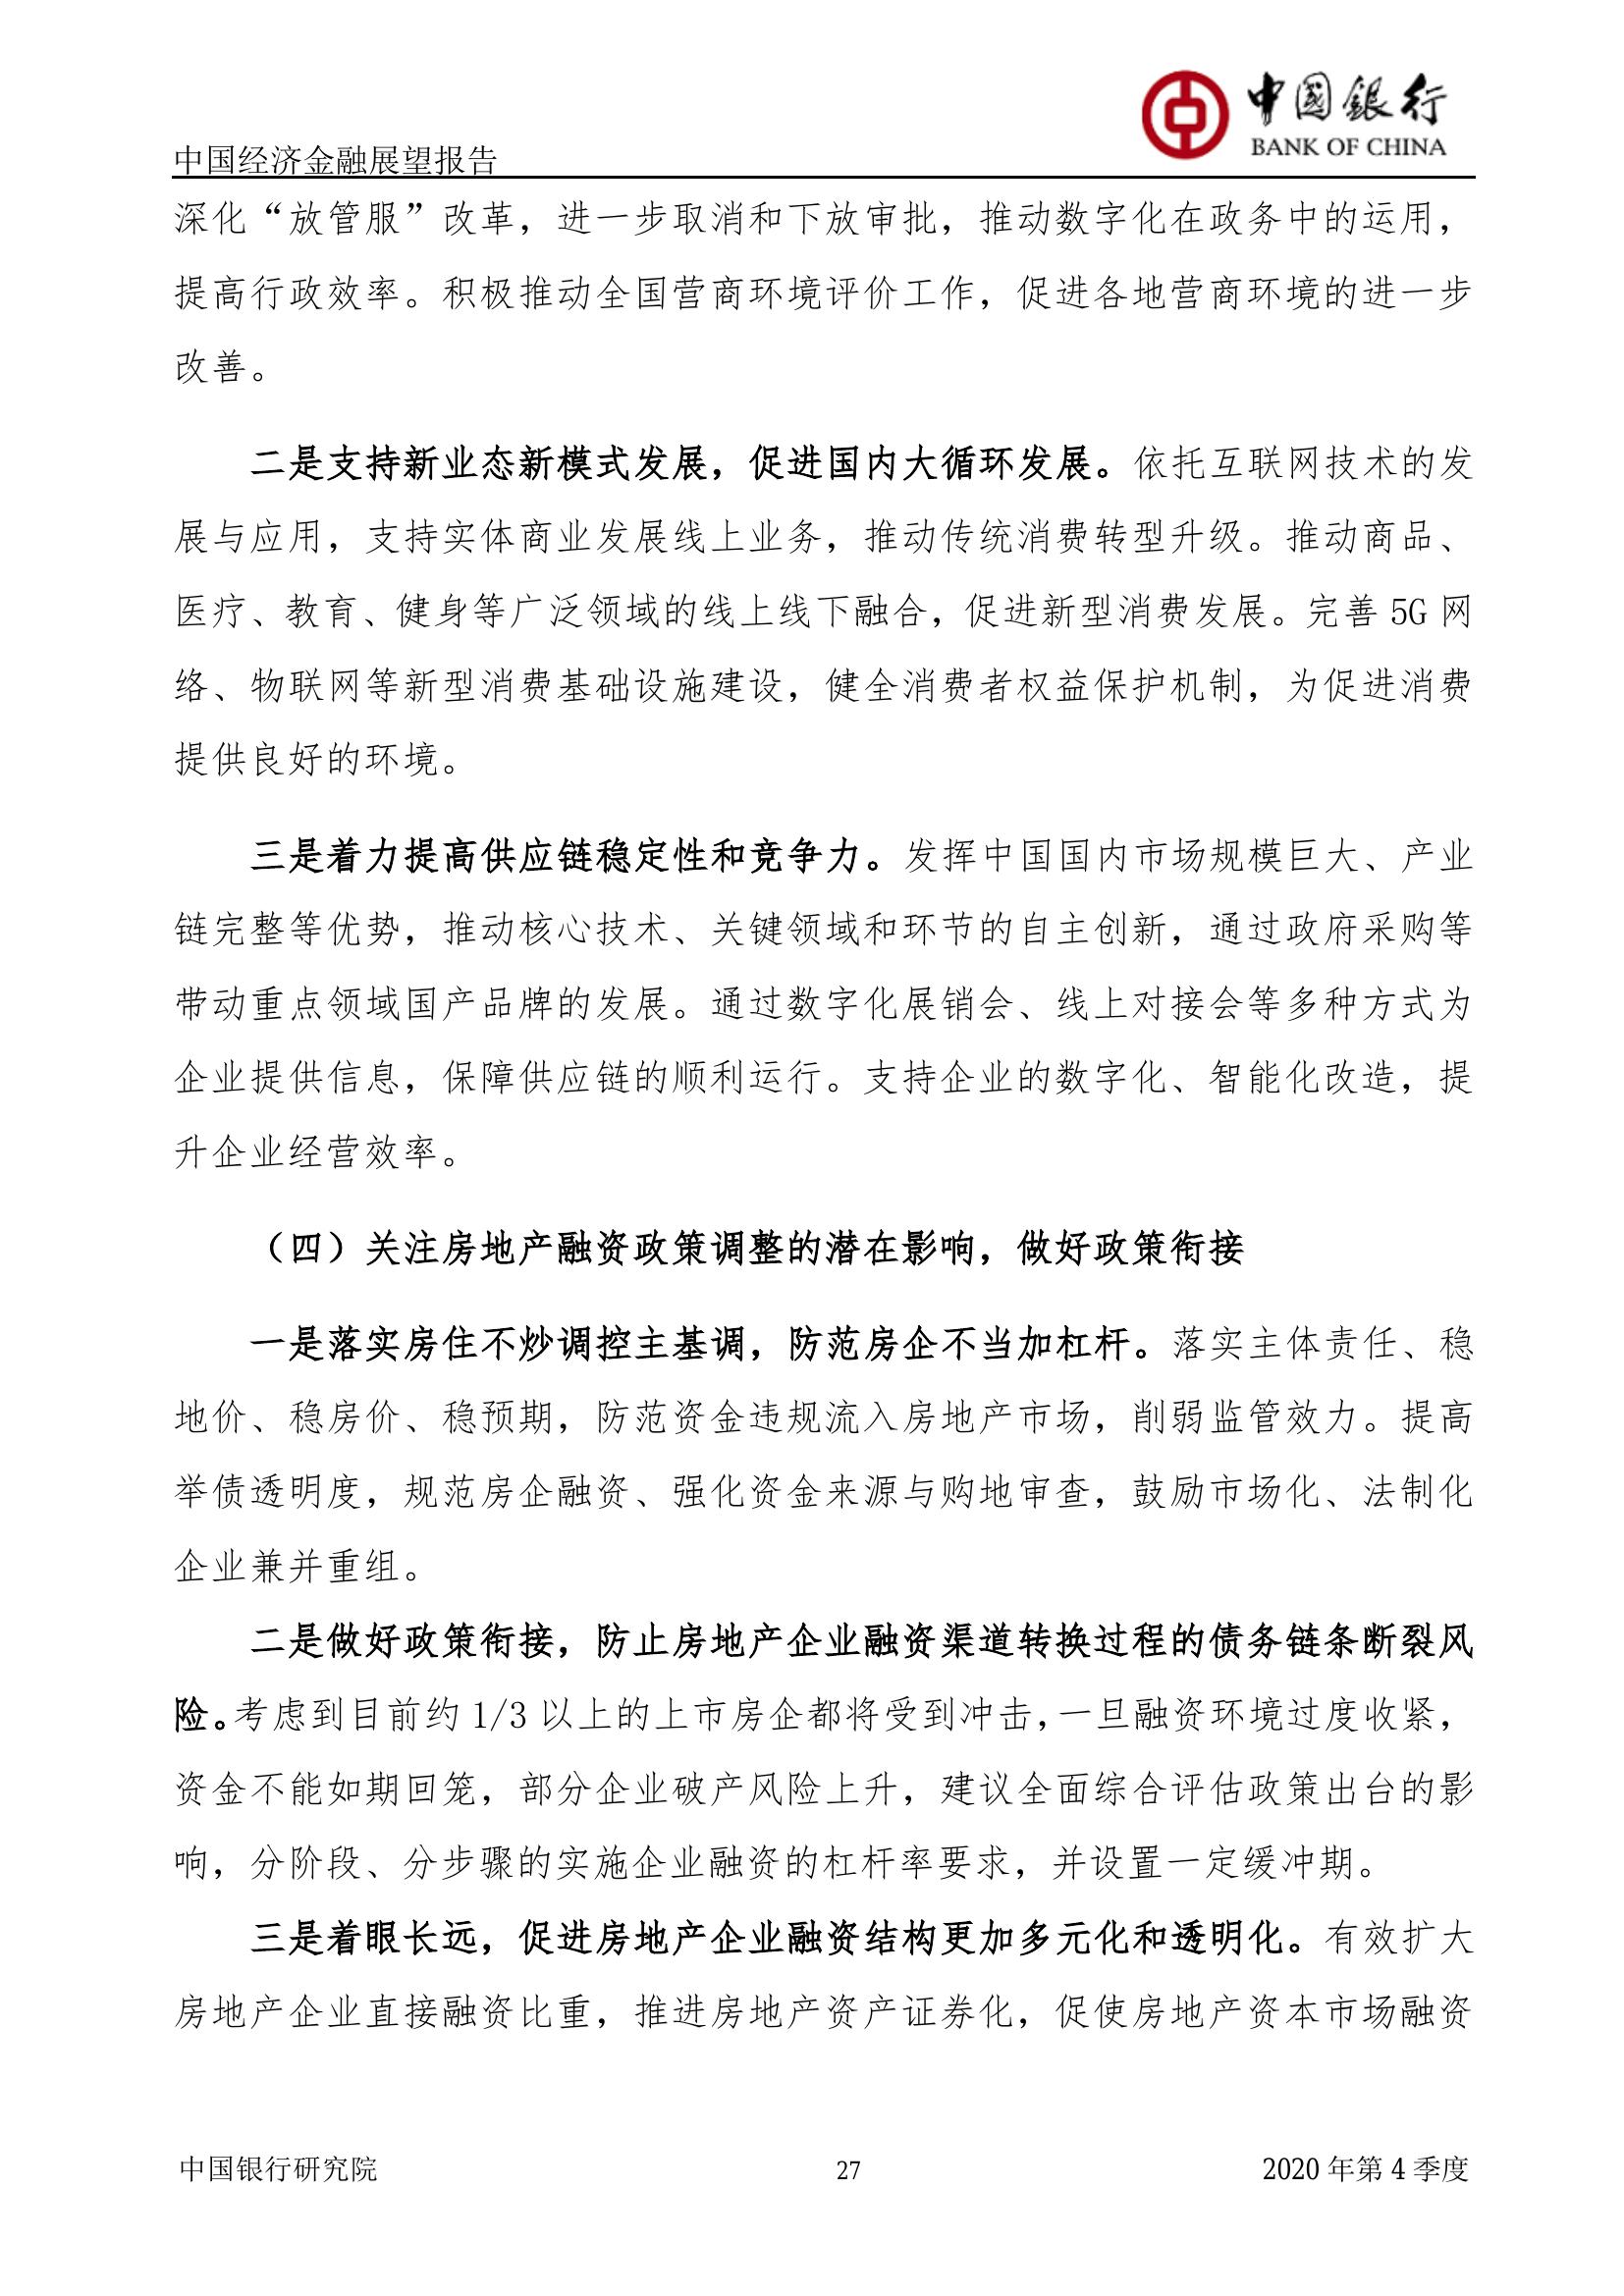 中国银行
BANK OF CHINA
中国经济金融展望报告
深化“放管服”改革，进一步取消和下放审批，推动数字化在政务中的运用，
提高行政效率。积极推动全国营商环境评价工作，促进各地营商环境的进一步
改善。
二是支持新业态新模式发展，促进国内大循环发展。依托互联网技术的发
展与应用，支持实体商业发展线上业务，推动传统消费转型升级。推动商品、
医疗、教育、健身等广泛领域的线上线下融合，促进新型消费发展。完善 5G 网
络、物联网等新型消费基础设施建设，健全消费者权益保护机制，为促进消费
提供良好的环境。
三是着力提高供应链稳定性和竞争力。发挥中国国内市场规模巨大、产业
链完整等优势，推动核心技术、关键领域和环节的自主创新，通过政府采购等
带动重点领域国产品牌的发展。通过数字化展销会、线上对接会等多种方式为
企业提供信息，保障供应链的顺利运行。支持企业的数字化、智能化改造，提
升企业经营效率。
（四）关注房地产融资政策调整的潜在影响，做好政策衔接
一是落实房住不炒调控主基调，防范房企不当加杠杆。落实主体责任、稳
地价、稳房价、稳预期，防范资金违规流入房地产市场，削弱监管效力。提高
举债透明度，规范房企融资、强化资金来源与购地审查，鼓励市场化、法制化
企业兼并重组。
二是做好政策衔接，防止房地产企业融资渠道转换过程的债务链条断裂风
险。考虑到目前约 1/3 以上的上市房企都将受到冲击，一旦融资环境过度收紧，
资金不能如期回笼，部分企业破产风险上升，建议全面综合评估政策出台的影
响，分阶段、分步骤的实施企业融资的杠杆率要求，并设置一定缓冲期。
三是着眼长远，促进房地产企业融资结构更加多元化和透明化。有效扩大
房地产企业直接融资比重，推进房地产资产证券化，促使房地产资本市场融资
中国银行研究院 27 2020 年第 4 季度